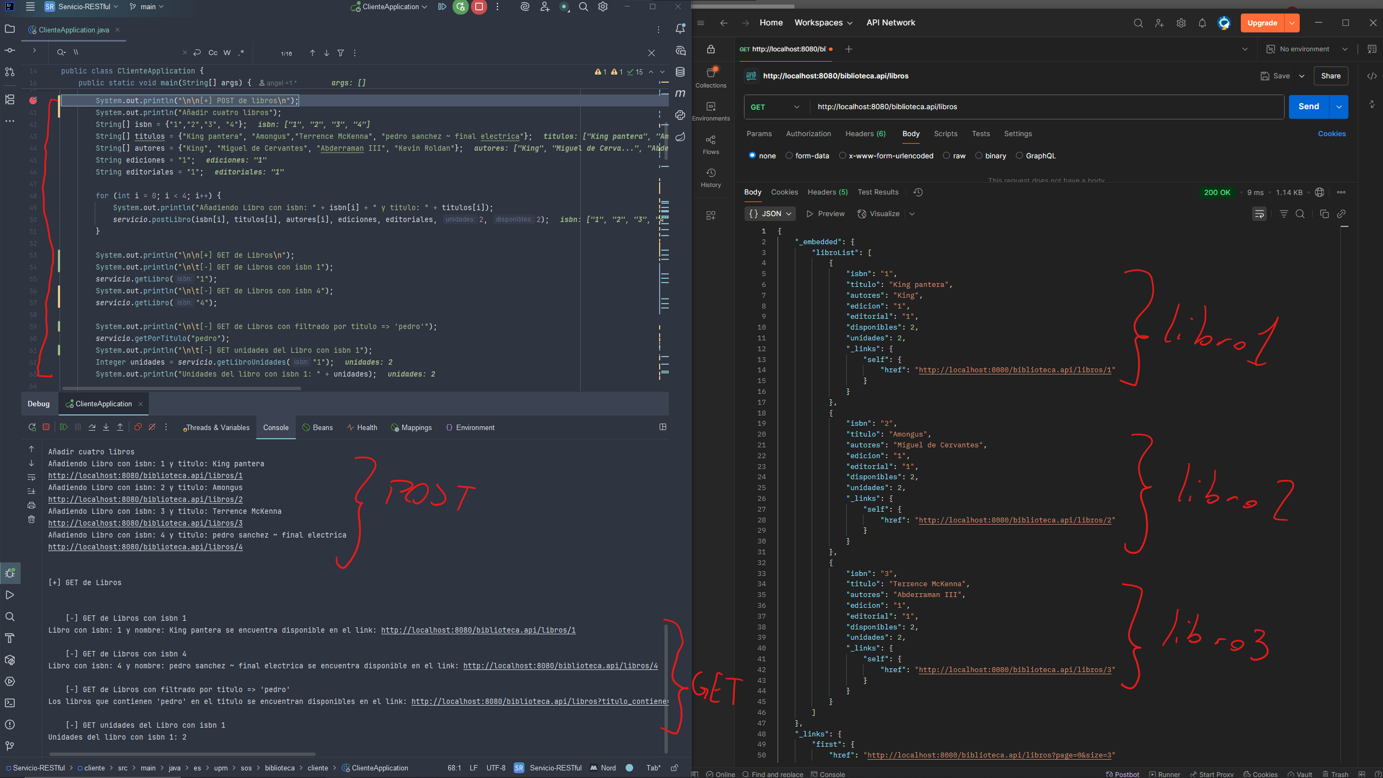 Servicio-RESTful
main
ClienteApplication
ClienteApplication.java
\\
Cc W .*
1/16
1 1 15
14 public class ClienteApplication {
16 public static void main(String[] args) { angel +1 * args: []
System.out.println("\n\n[+] POST de libros\n");
41 System.out.println("Añadir cuatro libros");
42 String[] isbn = {"1","2","3", "4"}; isbn: ["1", "2", "3", "4"]
43 String[] titulos = {"King pantera", "Amongus","Terrence McKenna", "pedro sanchez ~ final electrica"}; titulos: ["King pantera", "Am
44 String[] autores = {"King", "Miguel de Cervantes", "Abderraman III", "Kevin Roldan"}; autores: ["King", "Miguel de Cerva...", "Abde
45 String ediciones = "1"; ediciones: "1"
46 String editoriales = "1"; editoriales: "1"
47
48 for (int i = 0; i < 4; i++) {
49 System.out.println("Añadiendo Libro con isbn: " + isbn[i] + " y titulo: " + titulos[i]);
50 servicio.postLibro(isbn[i], titulos[i], autores[i], ediciones, editoriales, unidades: 2, disponibles: 2); isbn: ["1", "2", "3", "4"
51 }
52
53 System.out.println("\n\n[+] GET de Libros\n");
54 System.out.println("\n\t[-] GET de Libros con isbn 1");
55 servicio.getLibro( isbn: "1");
56 System.out.println("\n\t[-] GET de Libros con isbn 4");
57 servicio.getLibro( isbn: "4");
58
59 System.out.println("\n\t[-] GET de Libros con filtrado por titulo => 'pedro'");
60 servicio.getPorTitulo("pedro");
61 System.out.println("\n\t[-] GET unidades del Libro con isbn 1");
62 Integer unidades = servicio.getLibroUnidades( isbn: "1"); unidades: 2
63 System.out.println("Unidades del libro con isbn 1: " + unidades); unidades: 2
Debug ClienteApplication
Threads & Variables Console Beans Health Mappings Environment
Añadir cuatro libros
Añadiendo Libro con isbn: 1 y titulo: King pantera
http://localhost:8080/biblioteca.api/libros/1
Añadiendo Libro con isbn: 2 y titulo: Amongus
http://localhost:8080/biblioteca.api/libros/2
Añadiendo Libro con isbn: 3 y titulo: Terrence McKenna
http://localhost:8080/biblioteca.api/libros/3
Añadiendo Libro con isbn: 4 y titulo: pedro sanchez ~ final electrica
http://localhost:8080/biblioteca.api/libros/4
POST
[+] GET de Libros
[-] GET de Libros con isbn 1
Libro con isbn: 1 y nombre: King pantera se encuentra disponible en el link: http://localhost:8080/biblioteca.api/libros/1
[-] GET de Libros con isbn 4
Libro con isbn: 4 y nombre: pedro sanchez ~ final electrica se encuentra disponible en el link: http://localhost:8080/biblioteca.api/libros/4
[-] GET de Libros con filtrado por titulo => 'pedro'
Los libros que contienen 'pedro' en el titulo se encuentran disponibles en el link: http://localhost:8080/biblioteca.api/libros?titulo_contiene=
[-] GET unidades del Libro con isbn 1
Unidades del libro con isbn 1: 2
GET
Servicio-RESTful > cliente > src > main > java > es > upm > sos > biblioteca > cliente > ClienteApplication 68:1 LF UTF-8 Servicio-RESTful Nord Tab*
Home Workspaces API Network Upgrade
GET http://localhost:8080/bl No environment
Collections
Environments
Flows
History
http://localhost:8080/biblioteca.api/libros Save Share
GET http://localhost:8080/biblioteca.api/libros Send
Params Authorization Headers (6) Body Scripts Tests Settings Cookies
none form-data x-www-form-urlencoded raw binary GraphQL
This request does not have a body
Body Cookies Headers (5) Test Results 200 OK 9 ms 1.14 KB
{} JSON Preview Visualize
1 {
2 "_embedded": {
3 "libroList": [
4 {
5 "isbn": "1",
6 "titulo": "King pantera",
7 "autores": "King",
8 "edicion": "1",
9 "editorial": "1",
10 "disponibles": 2,
11 "unidades": 2,
12 "_links": {
13 "self": {
14 "href": "http://localhost:8080/biblioteca.api/libros/1"
15 }
16 }
17 },
libro1
18 {
19 "isbn": "2",
20 "titulo": "Amongus",
21 "autores": "Miguel de Cervantes",
22 "edicion": "1",
23 "editorial": "1",
24 "disponibles": 2,
25 "unidades": 2,
26 "_links": {
27 "self": {
28 "href": "http://localhost:8080/biblioteca.api/libros/2"
29 }
30 }
31 },
libro2
32 {
33 "isbn": "3",
34 "titulo": "Terrence McKenna",
35 "autores": "Abderraman III",
36 "edicion": "1",
37 "editorial": "1",
38 "disponibles": 2,
39 "unidades": 2,
40 "_links": {
41 "self": {
42 "href": "http://localhost:8080/biblioteca.api/libros/3"
43 }
44 }
45 }
libro3
46 ]
47 },
48 "_links": {
49 "first": {
50 "href": "http://localhost:8080/biblioteca.api/libros?page=0&size=3"
Online Find and replace Console Postbot Runner Start Proxy Cookies Vault Trash